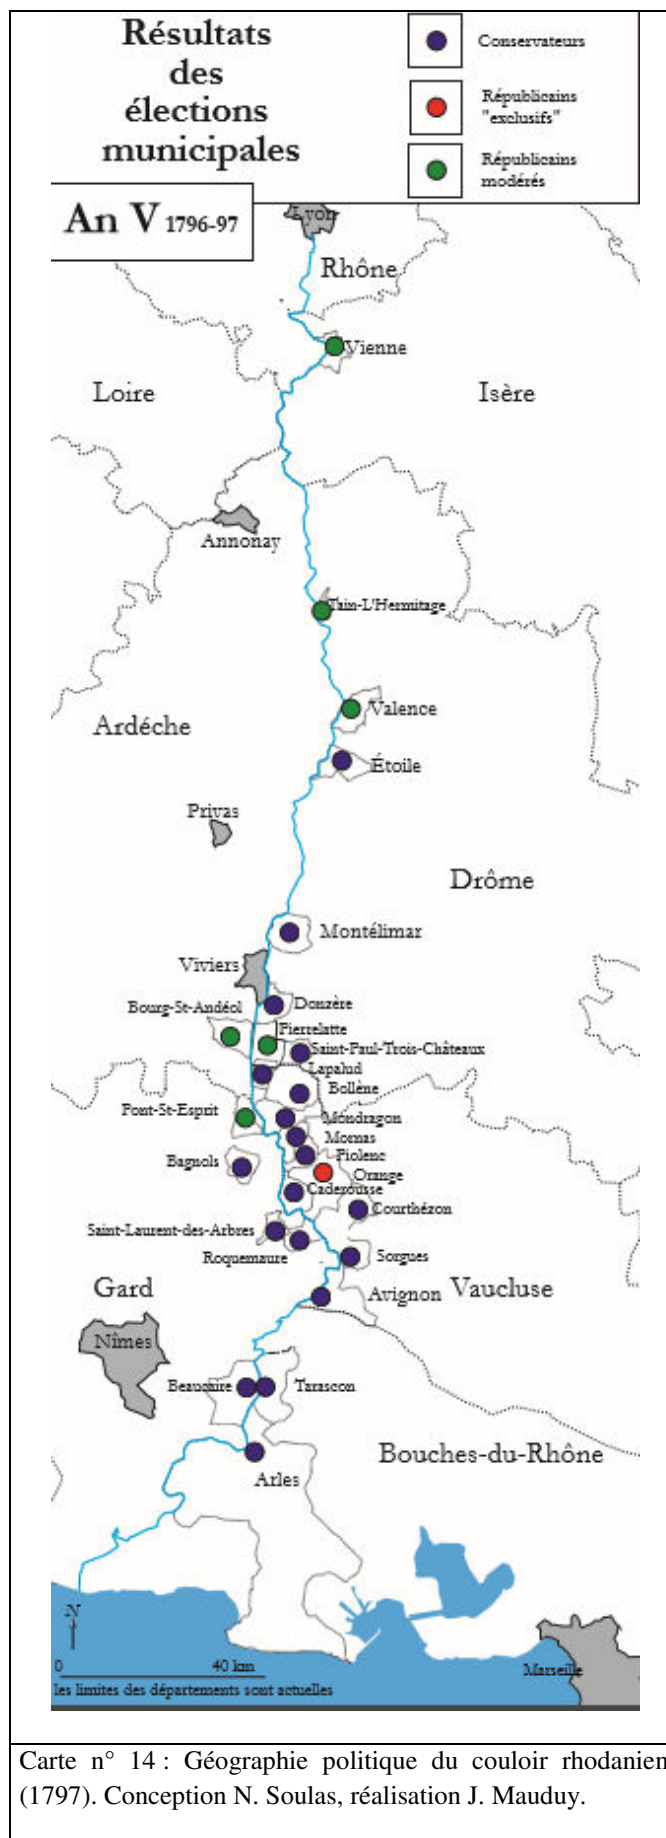 Résultats
des
élections
municipales
Conservateurs
Républicains
"exclusifs"
Républicains
modérés
An V 1796-97
Lyon
Rhône
Vienne
Loire
Isère
Annonay
Tain-L'Hermitage
Valence
Ardéche
Étoile
Privas
Drôme
Montélimar
Viviers
Donzère
Bourg-St-Andéol
Pierrelatte
Saint-Paul-Trois-Châteaux
Lapalud
Bollène
Pont-St-Esprit
Mondragon
Mornas
Piolenc
Bagnols
Orange
Caderousse
Courthézon
Saint-Laurent-des-Arbres
Roquemaure
Sorgues
Gard
Avignon
Vaucluse
Nîmes
Beaucaire
Tarascon
Bouches-du-Rhône
Arles
N
0
40 km
Marseille
les limites des départements sont actuelles
Carte n° 14 : Géographie politique du couloir rhodanien
(1797). Conception N. Soulas, réalisation J. Mauduy.